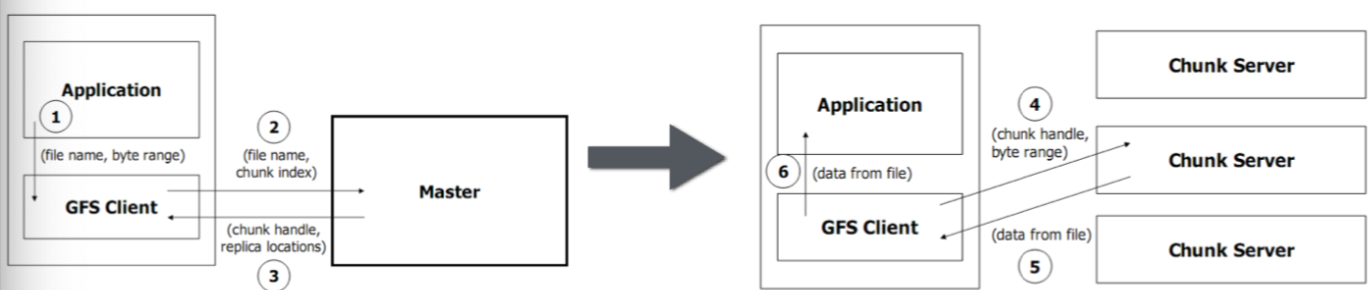 Application
1
(file name, byte range)
GFS Client
2
(file name,
chunk index)
(chunk handle,
replica locations)
3
Master
Application
6
(data from file)
GFS Client
4
(chunk handle,
byte range)
(data from file)
5
Chunk Server
Chunk Server
Chunk Server